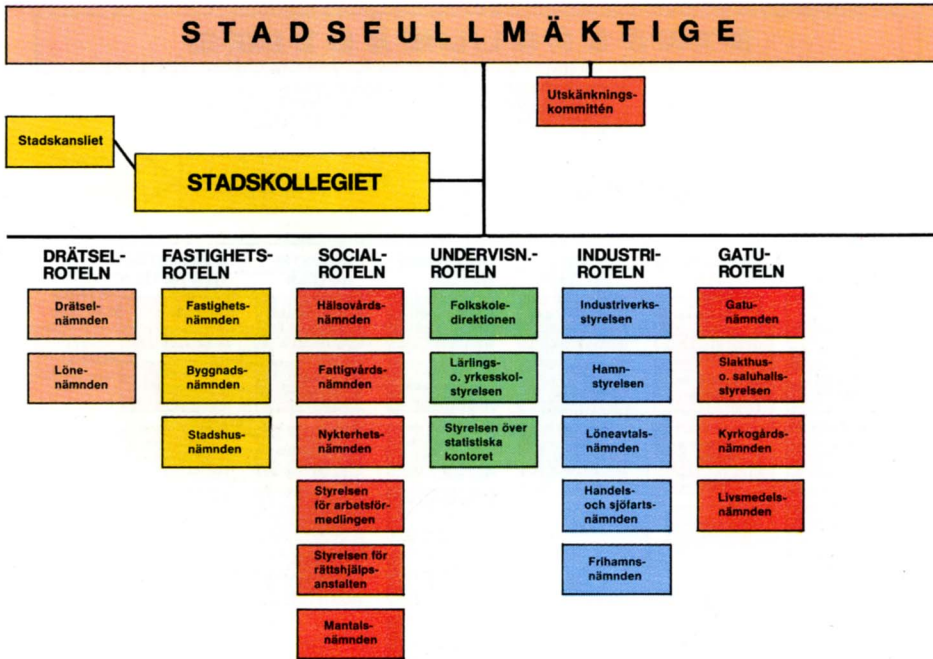 STADSFULLMÄKTIGE
Utskänknings-
kommittén
Stadskansliet
STADSKOLLEGIET
DRÄTSEL-
ROTELN
Drätsel-
nämnden
Löne-
nämnden
FASTIGHETS-
ROTELN
Fastighets-
nämnden
Byggnads-
nämnden
Stadshus-
nämnden
SOCIAL-
ROTELN
Hälsovårds-
nämnden
Fattigvårds-
nämnden
Nykterhets-
nämnden
Styrelsen
för arbetsför-
medlingen
Styrelsen för
rättshjälps-
anstalten
Mantals-
nämnden
UNDERVISN.-
ROTELN
Folkskole-
direktionen
Lärlings-
o. yrkesskol-
styrelsen
Styrelsen över
statistiska
kontoret
INDUSTRI-
ROTELN
Industriverks-
styrelsen
Hamn-
styrelsen
Löneavtals-
nämnden
Handels-
och sjöfarts-
nämnden
Frihamns-
nämnden
GATU-
ROTELN
Gatu-
nämnden
Slakthus-
o. saluhalls-
styrelsen
Kyrkogårds-
nämnden
Livsmedels-
nämnden